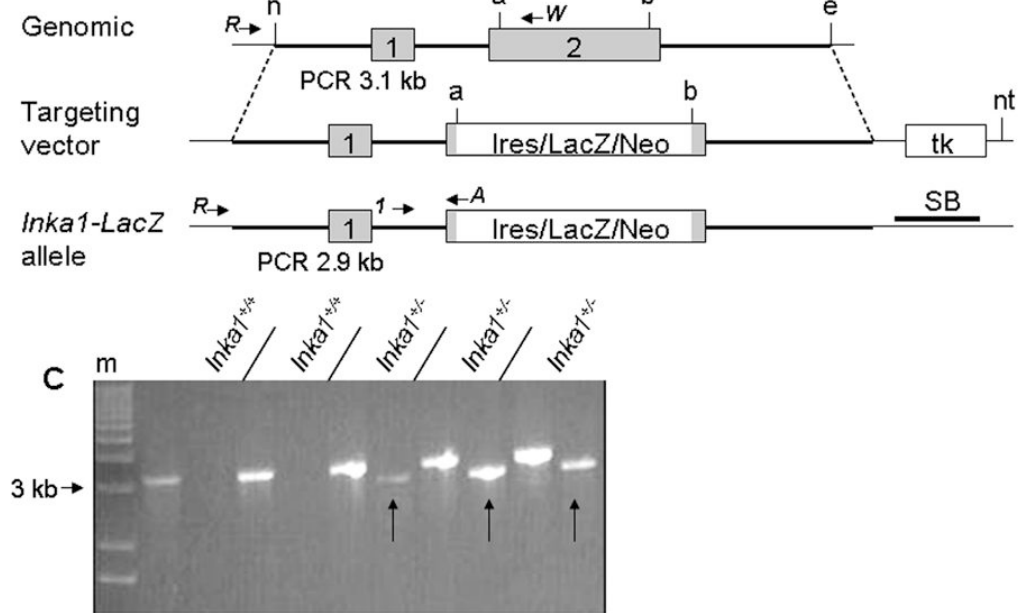 a b
R n W e
Genomic 1 2
PCR 3.1 kb
a b nt
Targeting
vector 1 Ires/LacZ/Neo tk
R 1 A SB
Inka1-LacZ
allele 1 Ires/LacZ/Neo
PCR 2.9 kb
Inka1+/+ Inka1+/+ Inka1+/- Inka1+/- Inka1+/-
C m
3 kb